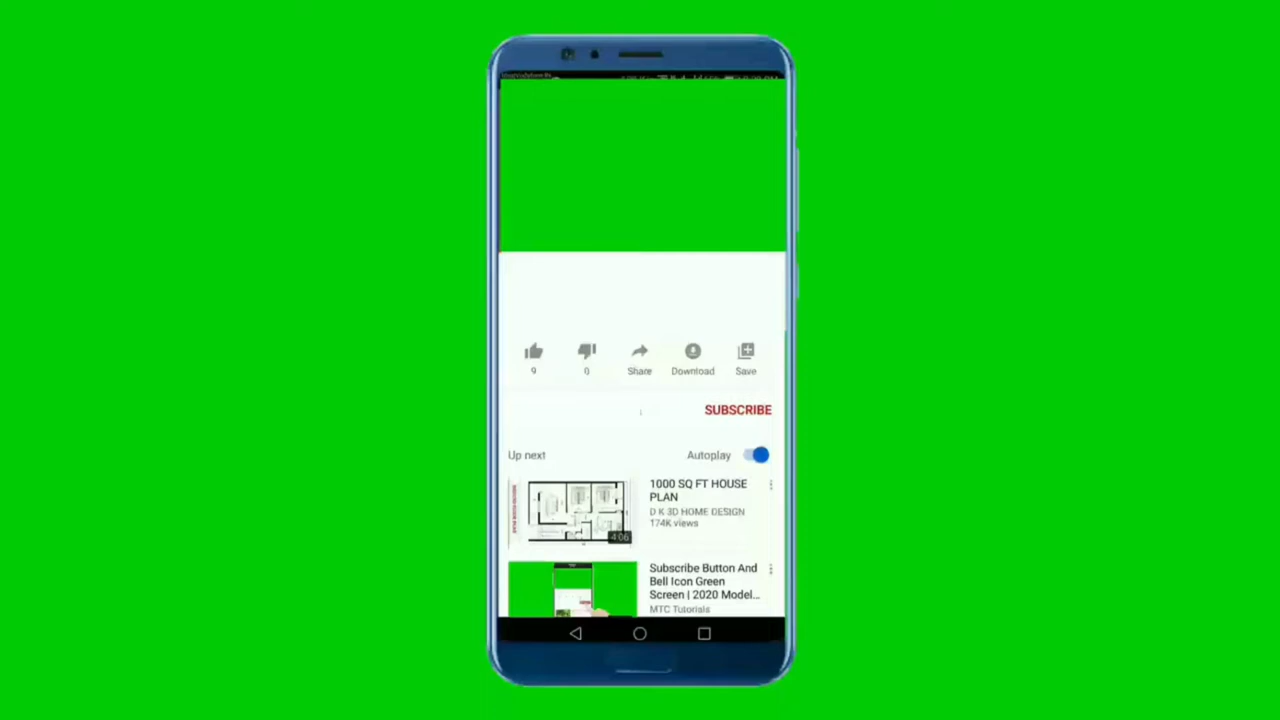 9
0
Share
Download
Save
SUBSCRIBE
Up next
Autoplay
1000 SQ FT HOUSE
PLAN
D K 3D HOME DESIGN
174K views
4:06
Subscribe Button And
Bell Icon Green
Screen | 2020 Model...
MTC Tutorials